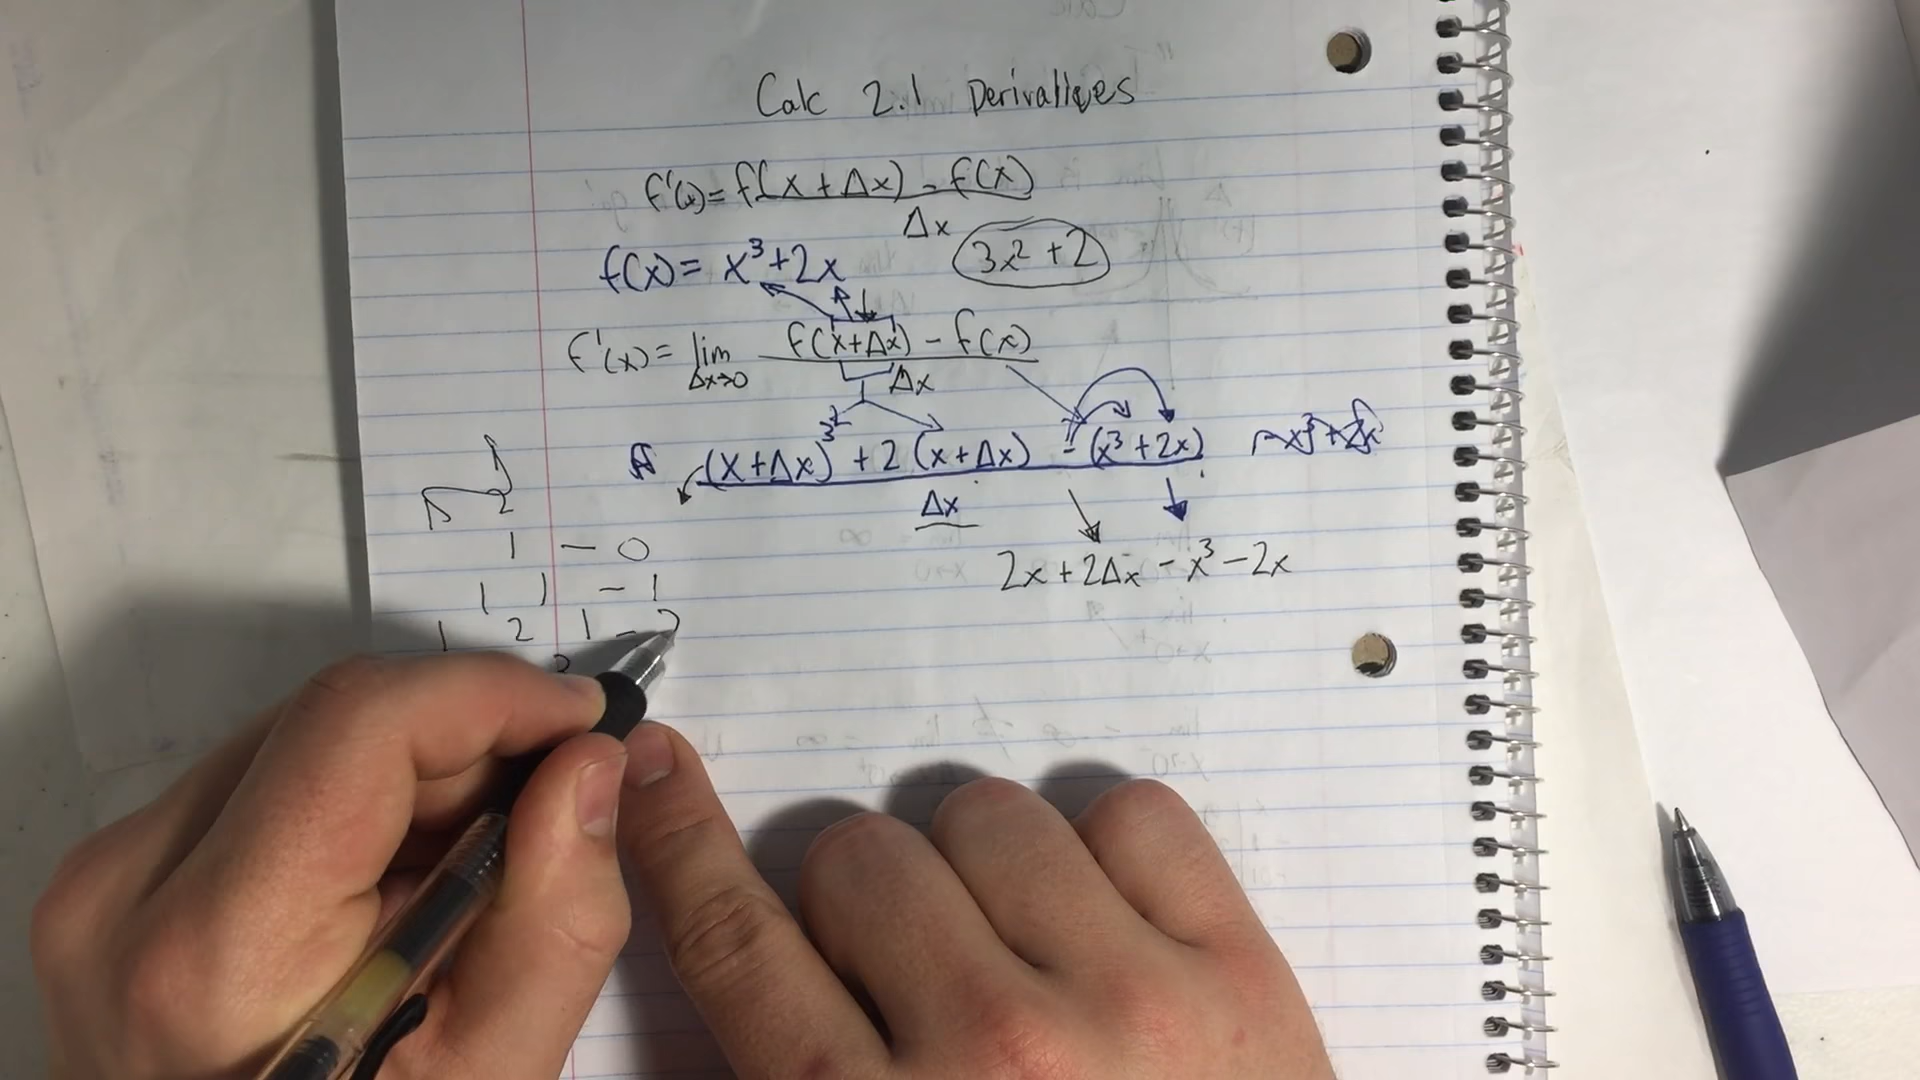 Calc 2.1 Derivatives
f'(x) = f(x + Δx) - f(x)
Δx
f(x) = x³ + 2x
3x² + 2
f'(x) = lim f(x+Δx) - f(x)
Δx→0 Δx
(x+Δx)³ + 2(x+Δx) - (x³ + 2x)
Δx
2x + 2Δx - x³ - 2x
2
1 - 0
1 1 - 1
1 2 1 - 2